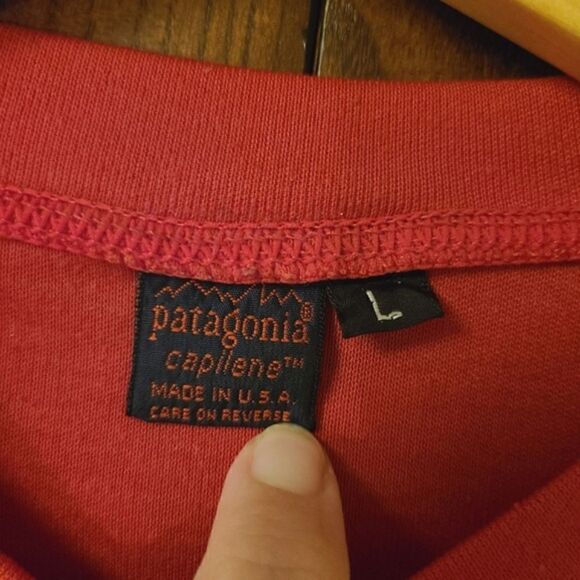 patagonia®
capilene™
MADE IN U.S.A.
CARE ON REVERSE
L